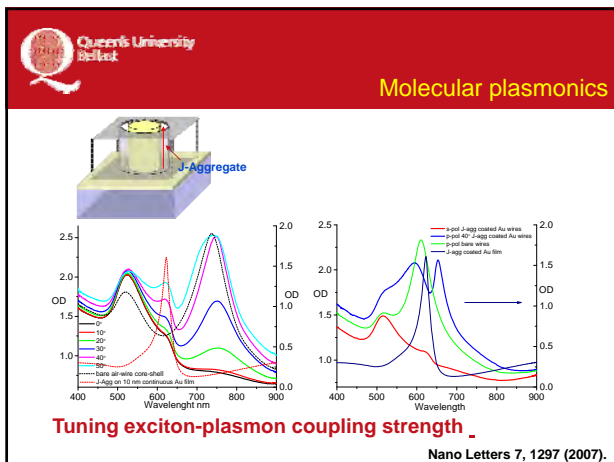 Queen's University
Belfast
Molecular plasmonics
J-Aggregate
2.5
2.0
1.5
1.0
OD
400 500 600 700 800 900
Wavelenght nm
2.0
1.5
1.0
0.5
0.0
OD
0°
10°
20°
30°
40°
50°
bare air-wire core-shell
J-Agg on 10 nm continuous Au film
2.5
2.0
1.5
1.0
OD
400 500 600 700 800 900
Wavelength
2.0
1.5
1.0
0.5
0.0
OD
s-pol J-agg coated Au wires
p-pol 40° J-agg coated Au wires
p-pol bare wires
J-agg coated Au film
Tuning exciton-plasmon coupling strength
Nano Letters 7, 1297 (2007).